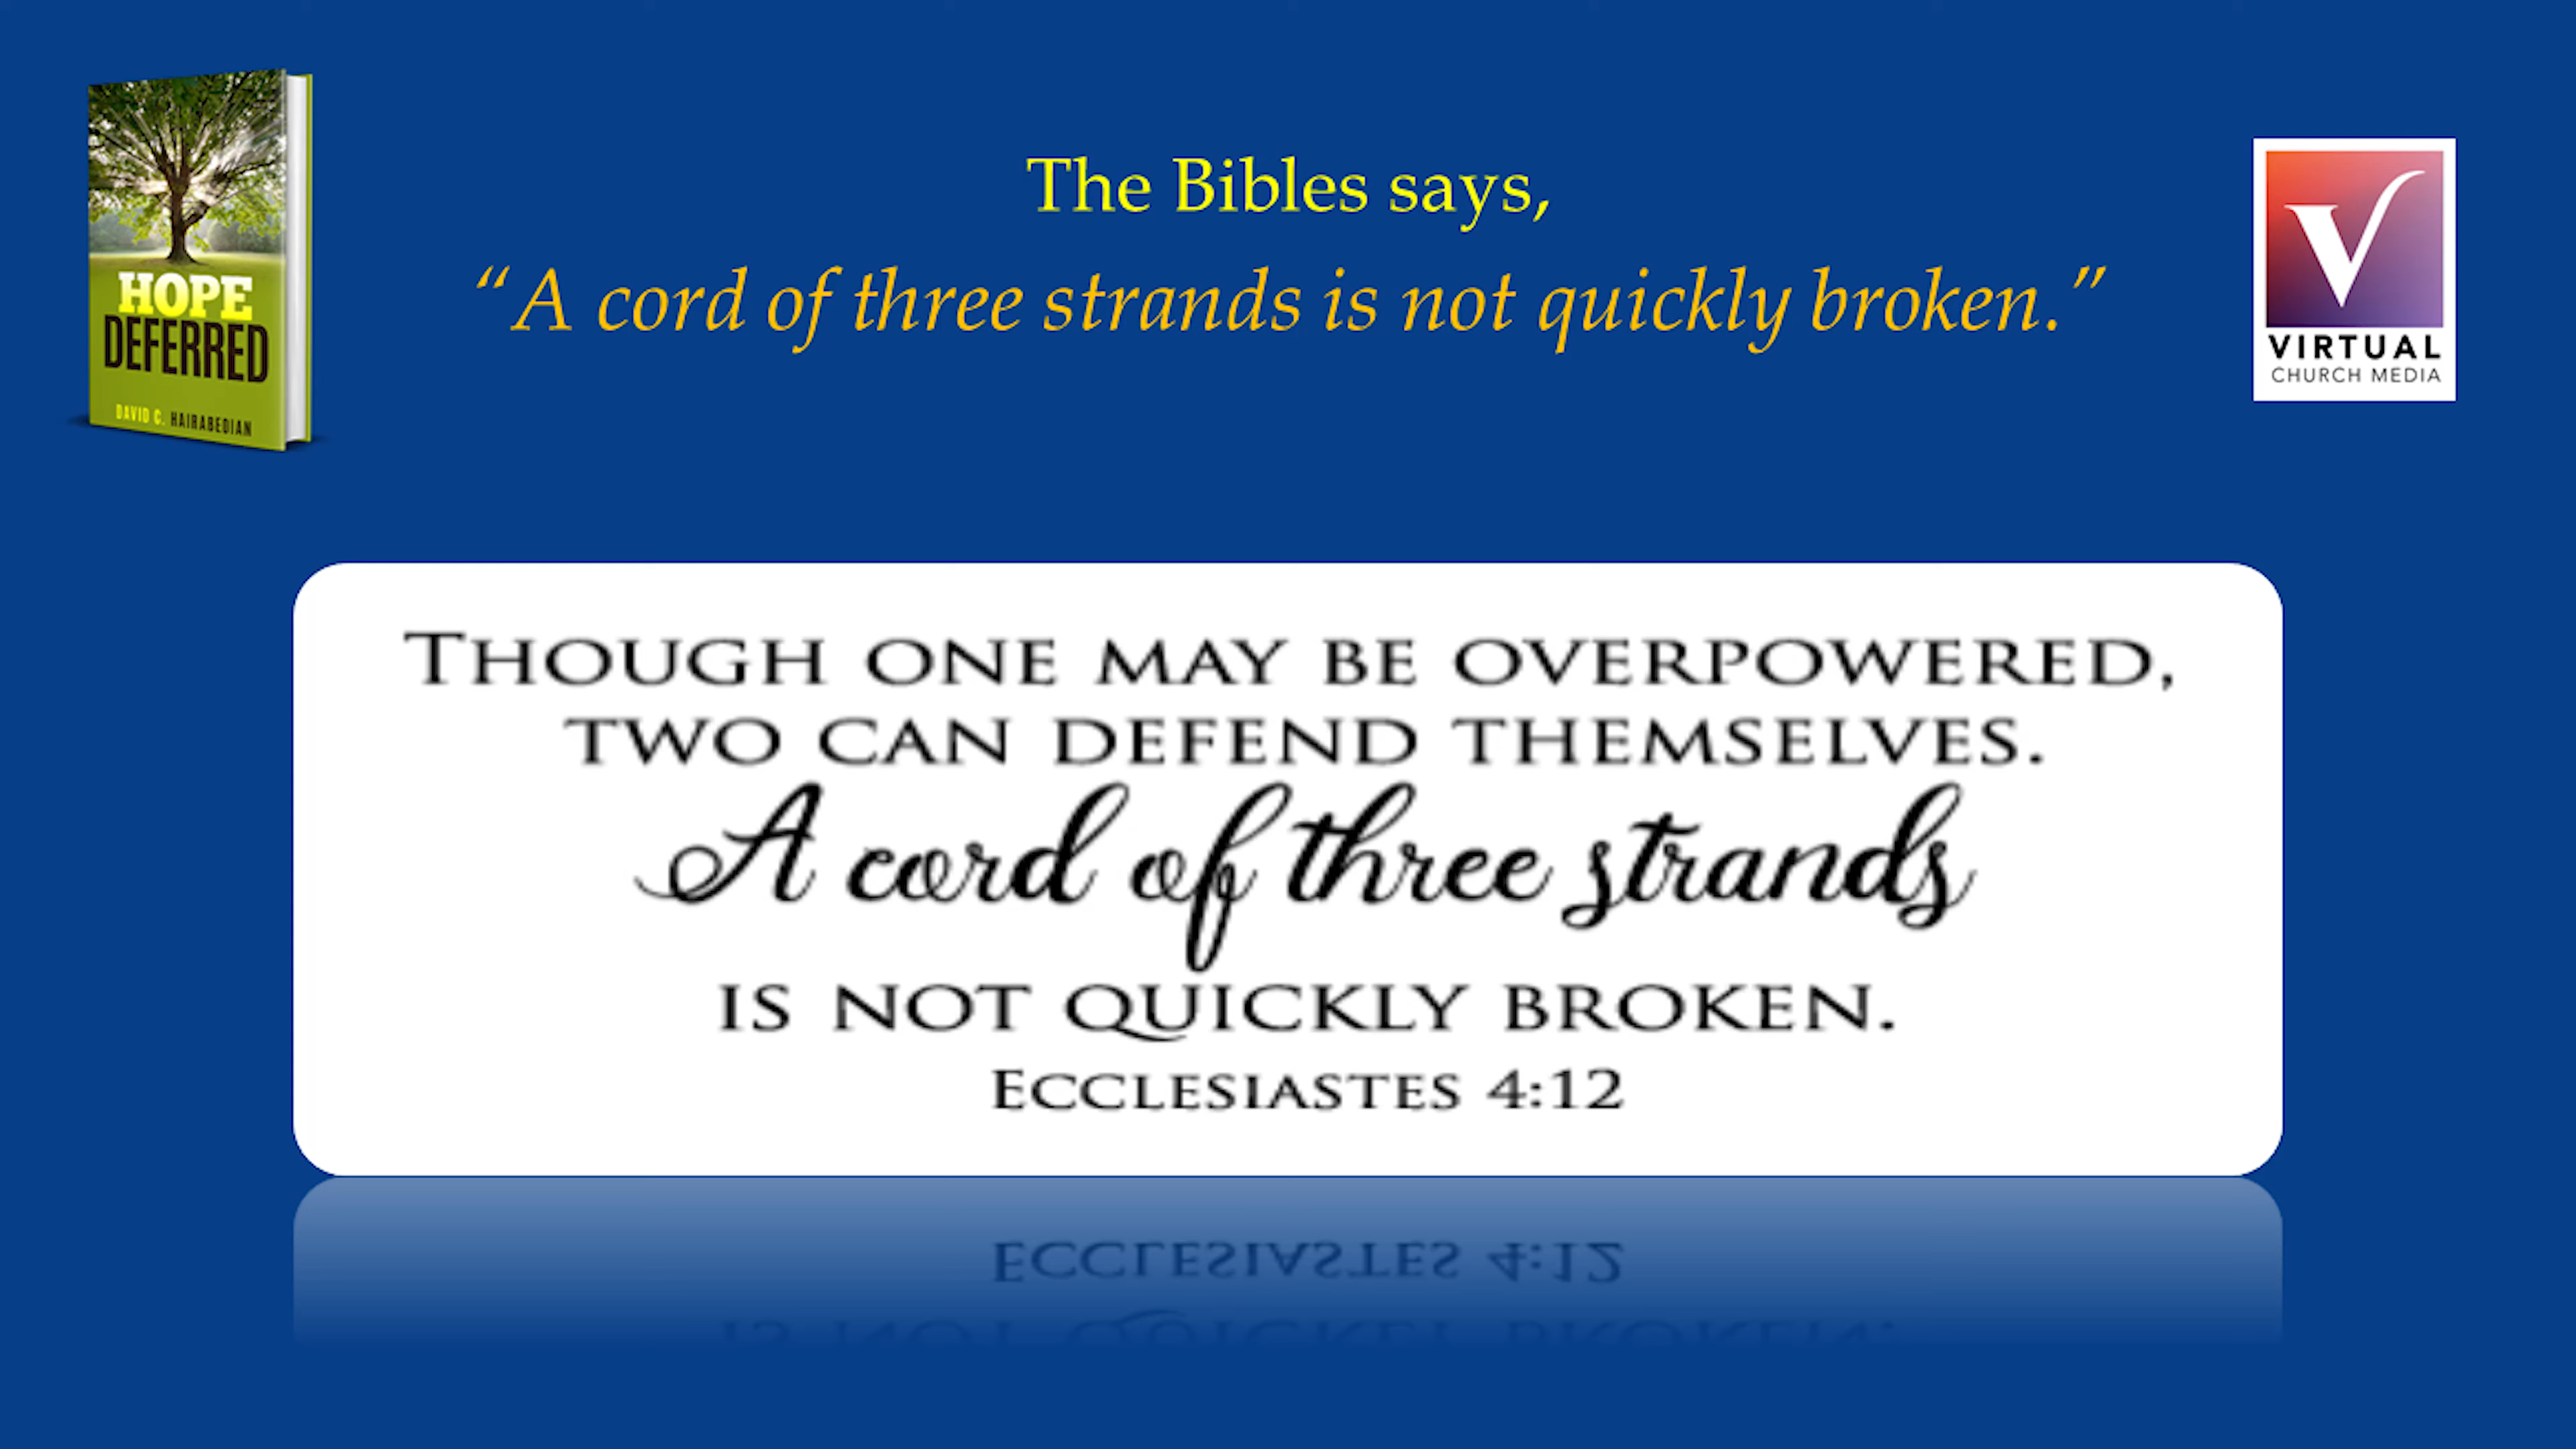 HOPE
DEFERRED
DAVID C. HAIRABEDIAN
The Bibles says,
“A cord of three strands is not quickly broken.”
VIRTUAL
CHURCH MEDIA
THOUGH ONE MAY BE OVERPOWERED,
TWO CAN DEFEND THEMSELVES.
A cord of three strands
IS NOT QUICKLY BROKEN.
ECCLESIASTES 4:12